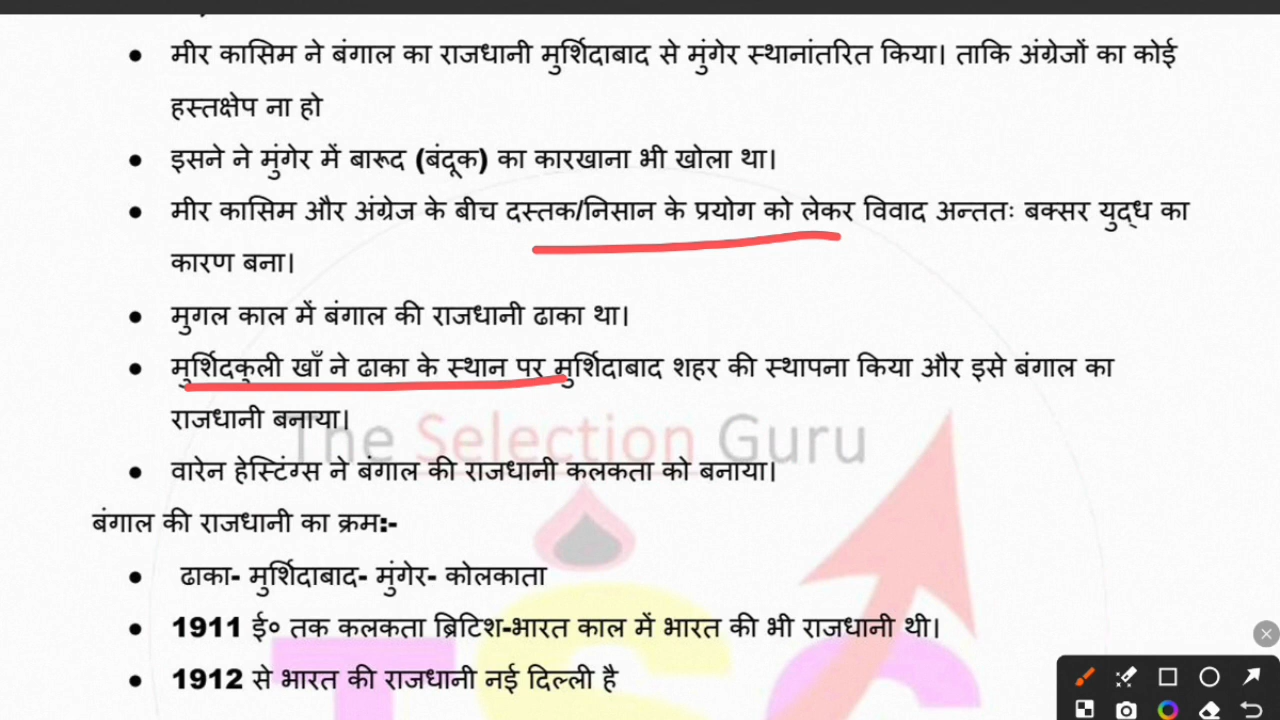 ● मीर कासिम ने बंगाल का राजधानी मुर्शिदाबाद से मुंगेर स्थानांतरित किया। ताकि अंग्रेजों का कोई
हस्तक्षेप ना हो
● इसने ने मुंगेर में बारूद (बंदूक) का कारखाना भी खोला था।
● मीर कासिम और अंग्रेज के बीच दस्तक/निसान के प्रयोग को लेकर विवाद अन्ततः बक्सर युद्ध का
कारण बना।
● मुगल काल में बंगाल की राजधानी ढाका था।
● मुर्शिदकुली खाँ ने ढाका के स्थान पर मुर्शिदाबाद शहर की स्थापना किया और इसे बंगाल का
राजधानी बनाया।
The Selection Guru
● वारेन हेस्टिंग्स ने बंगाल की राजधानी कलकता को बनाया।
बंगाल की राजधानी का क्रम:-
● ढाका- मुर्शिदाबाद- मुंगेर- कोलकाता
● 1911 ई० तक कलकता ब्रिटिश-भारत काल में भारत की भी राजधानी थी।
● 1912 से भारत की राजधानी नई दिल्ली है
TSG